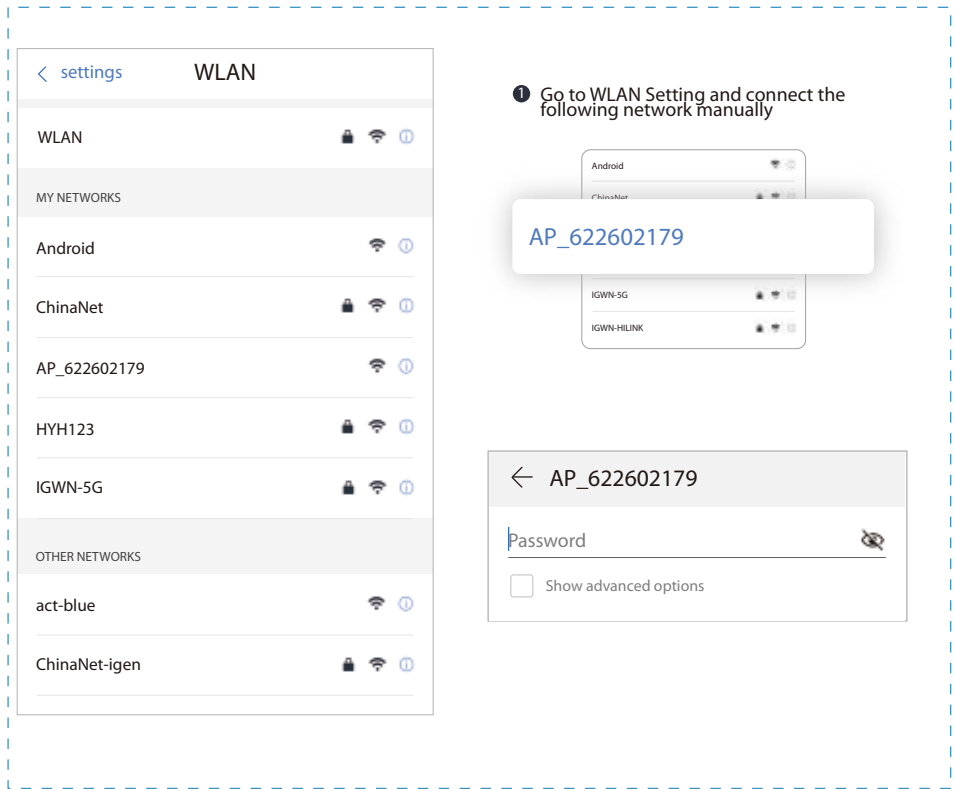 settings WLAN
WLAN
MY NETWORKS
Android
ChinaNet
AP_622602179
HYH123
IGWN-5G
OTHER NETWORKS
act-blue
ChinaNet-igen
1 Go to WLAN Setting and connect the
following network manually
Android
ChinaNet
AP_622602179
IGWN-5G
IGWN-HILINK
AP_622602179
Password
Show advanced options